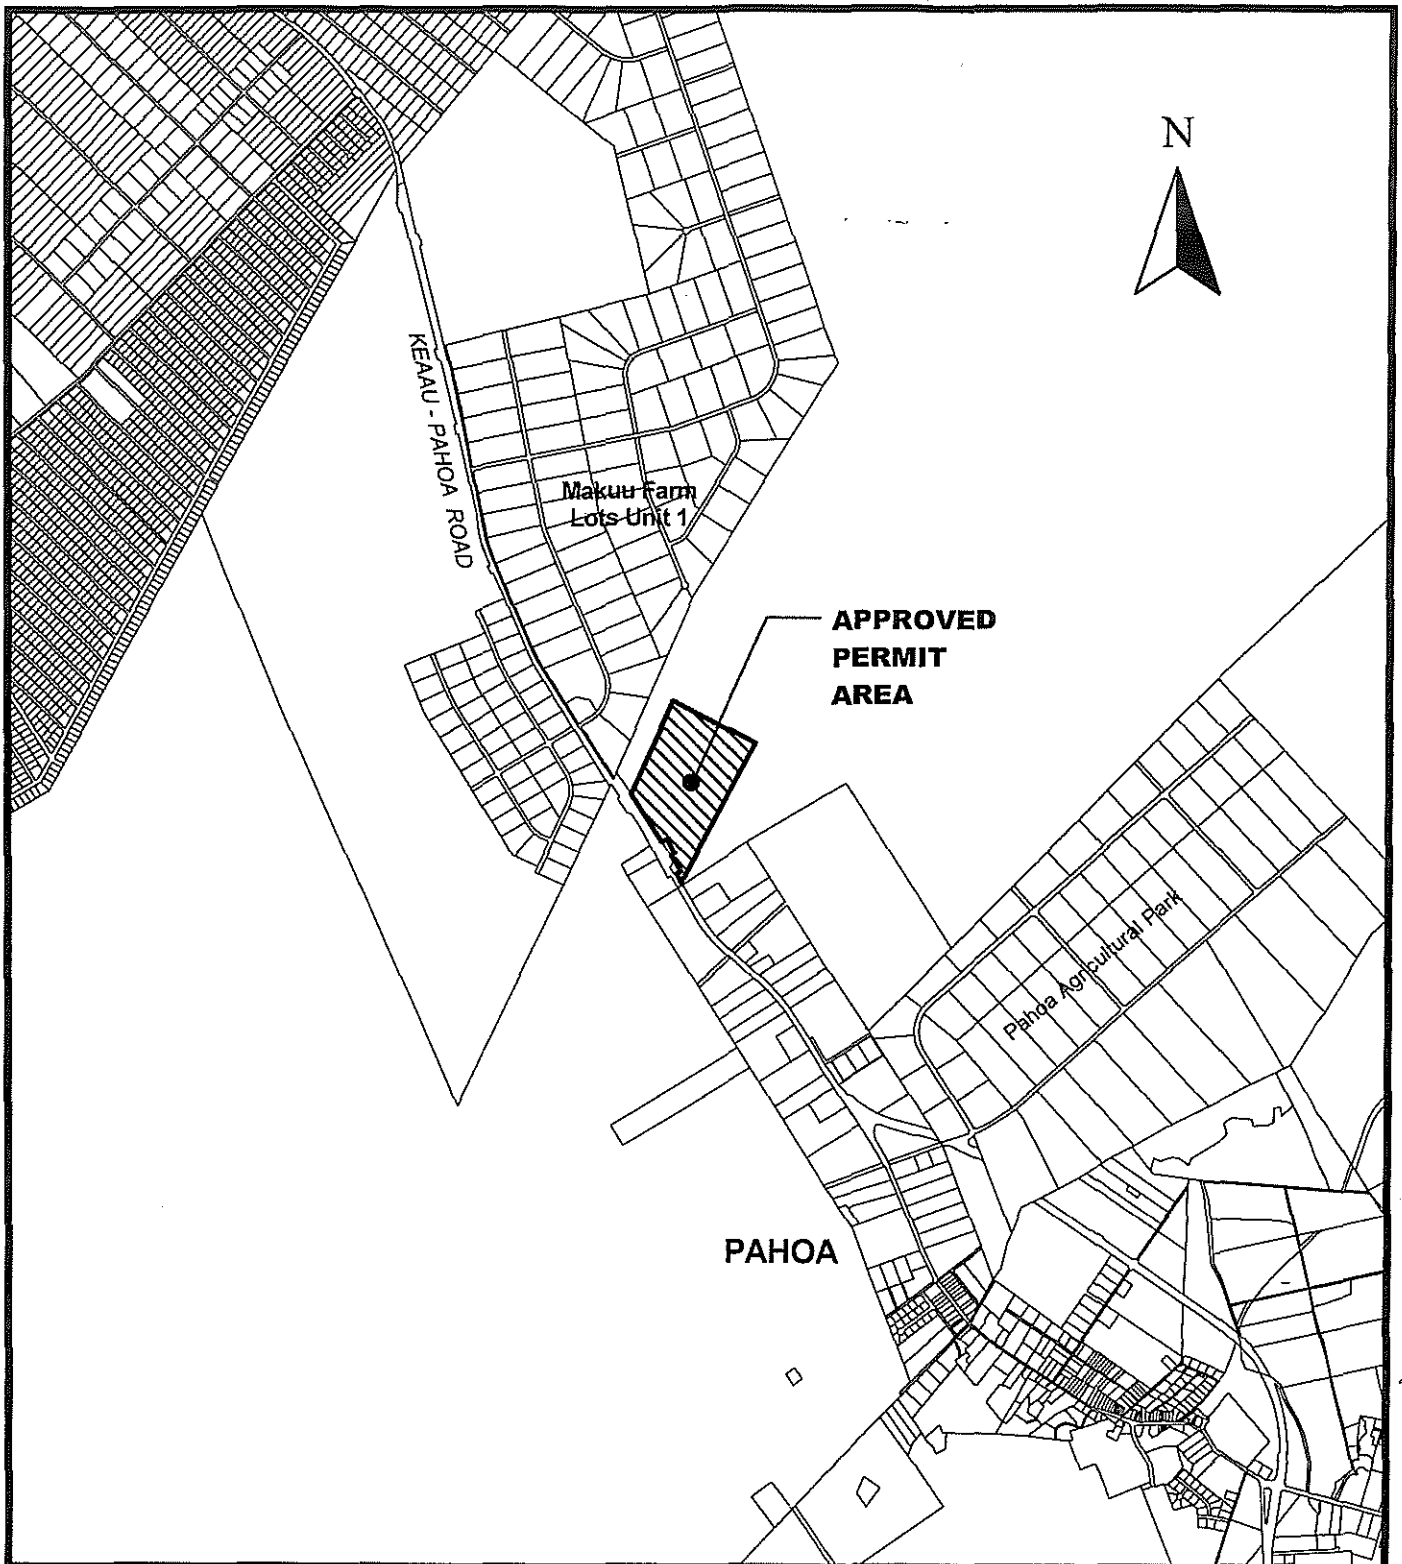 N
KEAAU - PAHOA ROAD
Makuu Farm
Lots Unit 1
APPROVED
PERMIT
AREA
Pahoa Agricultural Park
PAHOA